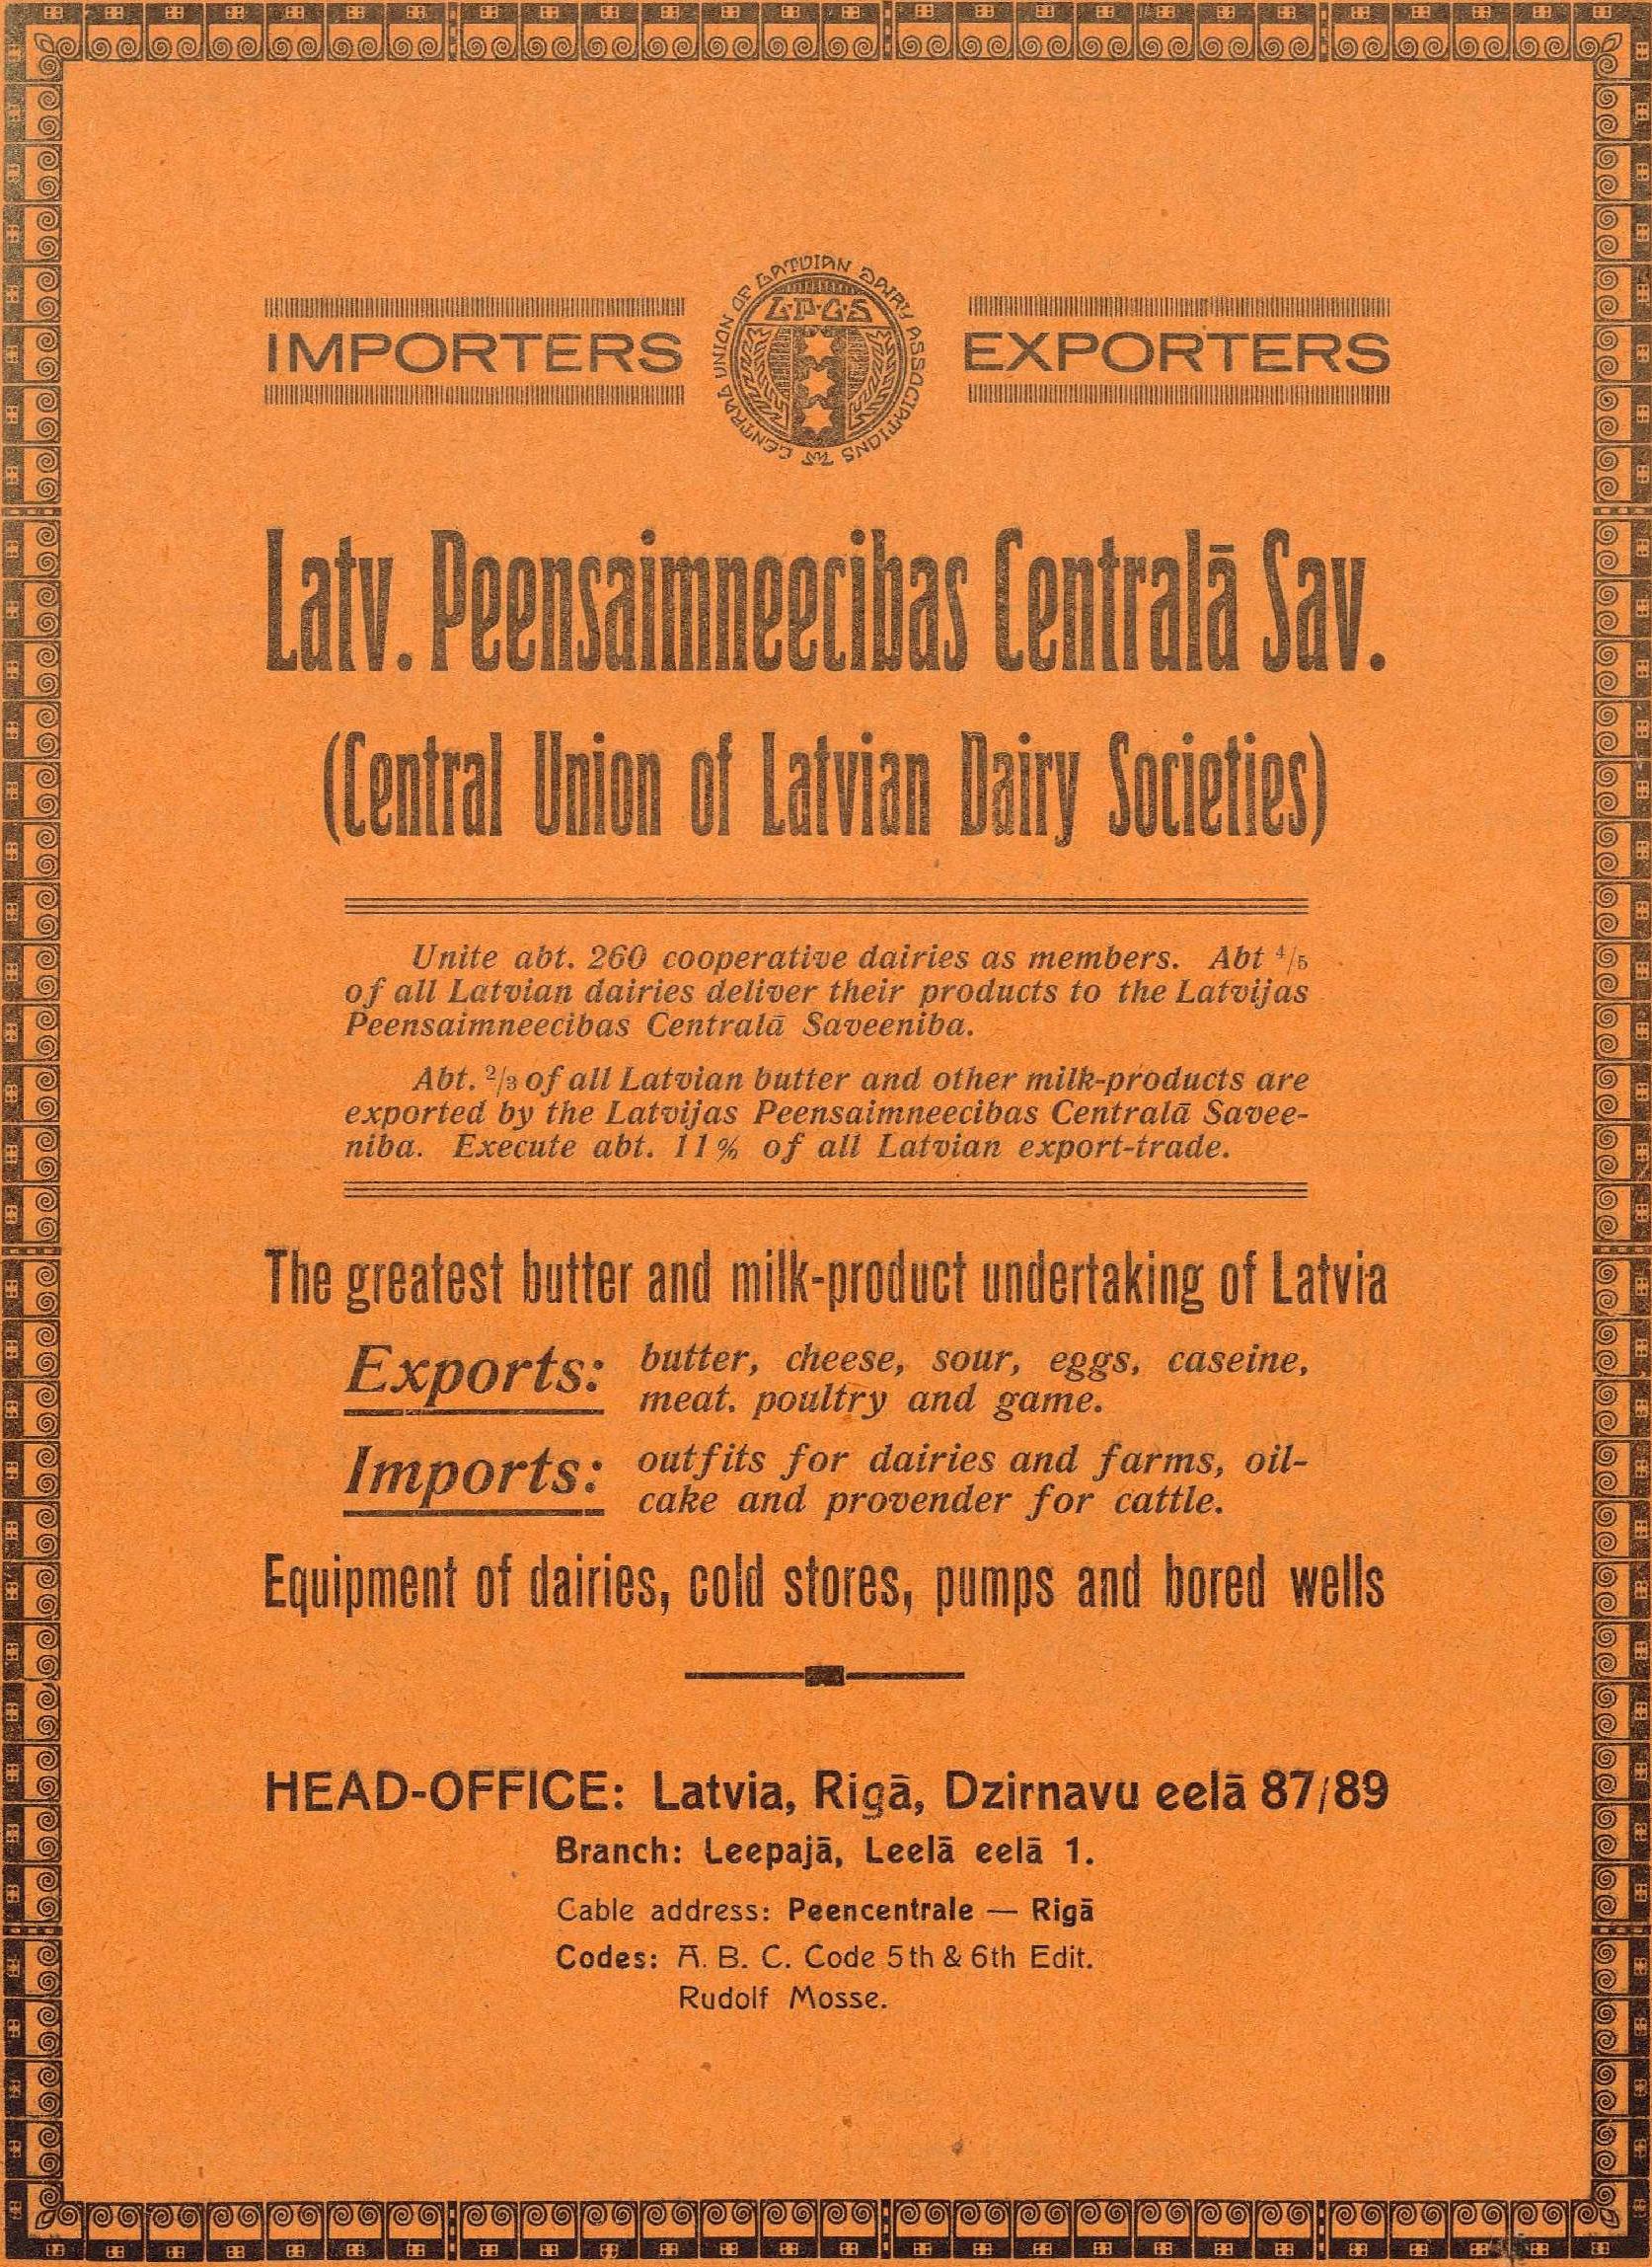 IMPORTERS
CENTRAL UNION OF LATVIAN DAIRY ASSOCIATIONS
L·P·C·S
EXPORTERS
Latv. Peensaimneecibas Centralā Sav.
(Central Union of Latvian Dairy Societies)
Unite abt. 260 cooperative dairies as members. Abt 4/5
of all Latvian dairies deliver their products to the Latvijas
Peensaimneecibas Centralā Saveeniba.
Abt. 2/3 of all Latvian butter and other milk-products are
exported by the Latvijas Peensaimneecibas Centralā Savee-
niba. Execute abt. 11% of all Latvian export-trade.
The greatest butter and milk-product undertaking of Latvia
Exports: butter, cheese, sour, eggs, caseine,
meat. poultry and game.
Imports: outfits for dairies and farms, oil-
cake and provender for cattle.
Equipment of dairies, cold stores, pumps and bored wells
HEAD-OFFICE: Latvia, Rigā, Dzirnavu eelā 87/89
Branch: Leepajā, Leelā eelā 1.
Cable address: Peencentrale — Rigā
Codes: A. B. C. Code 5th & 6th Edit.
Rudolf Mosse.